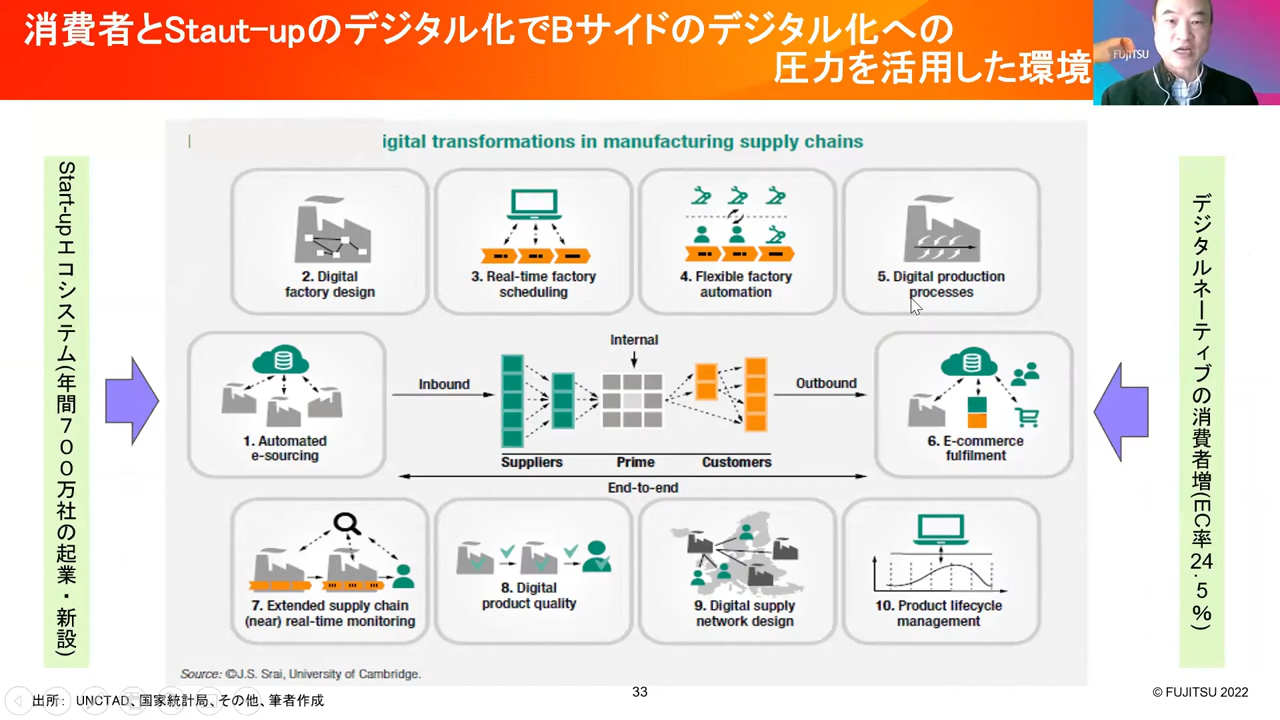 消費者とStaut-upのデジタル化でBサイドのデジタル化への
圧力を活用した環境
FUJITSU
igital transformations in manufacturing supply chains
Start-upエコシステム(年間７００万社の起業・新設)
2. Digital
factory design
3. Real-time factory
scheduling
4. Flexible factory
automation
5. Digital production
processes
1. Automated
e-sourcing
Inbound
Internal
Outbound
Suppliers
Prime
Customers
End-to-end
6. E-commerce
fulfilment
7. Extended supply chain
(near) real-time monitoring
8. Digital
product quality
9. Digital supply
network design
10. Product lifecycle
management
デジタルネーティブの消費者増(EC率24.5%)
Source: ©J.S. Srai, University of Cambridge.
出所： UNCTAD、国家統計局、その他、筆者作成
33
© FUJITSU 2022